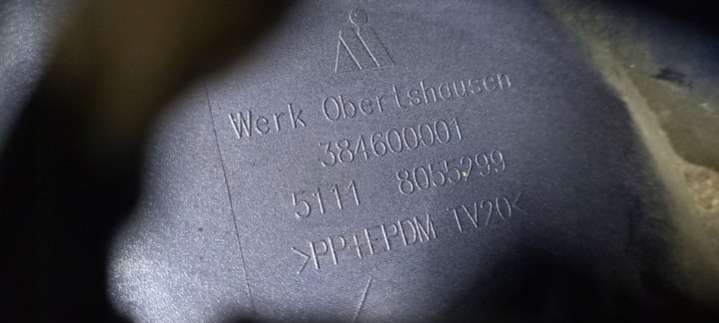 Werk Obertshausen
384600001
5111 8055299
>PP+EPDM TV20<